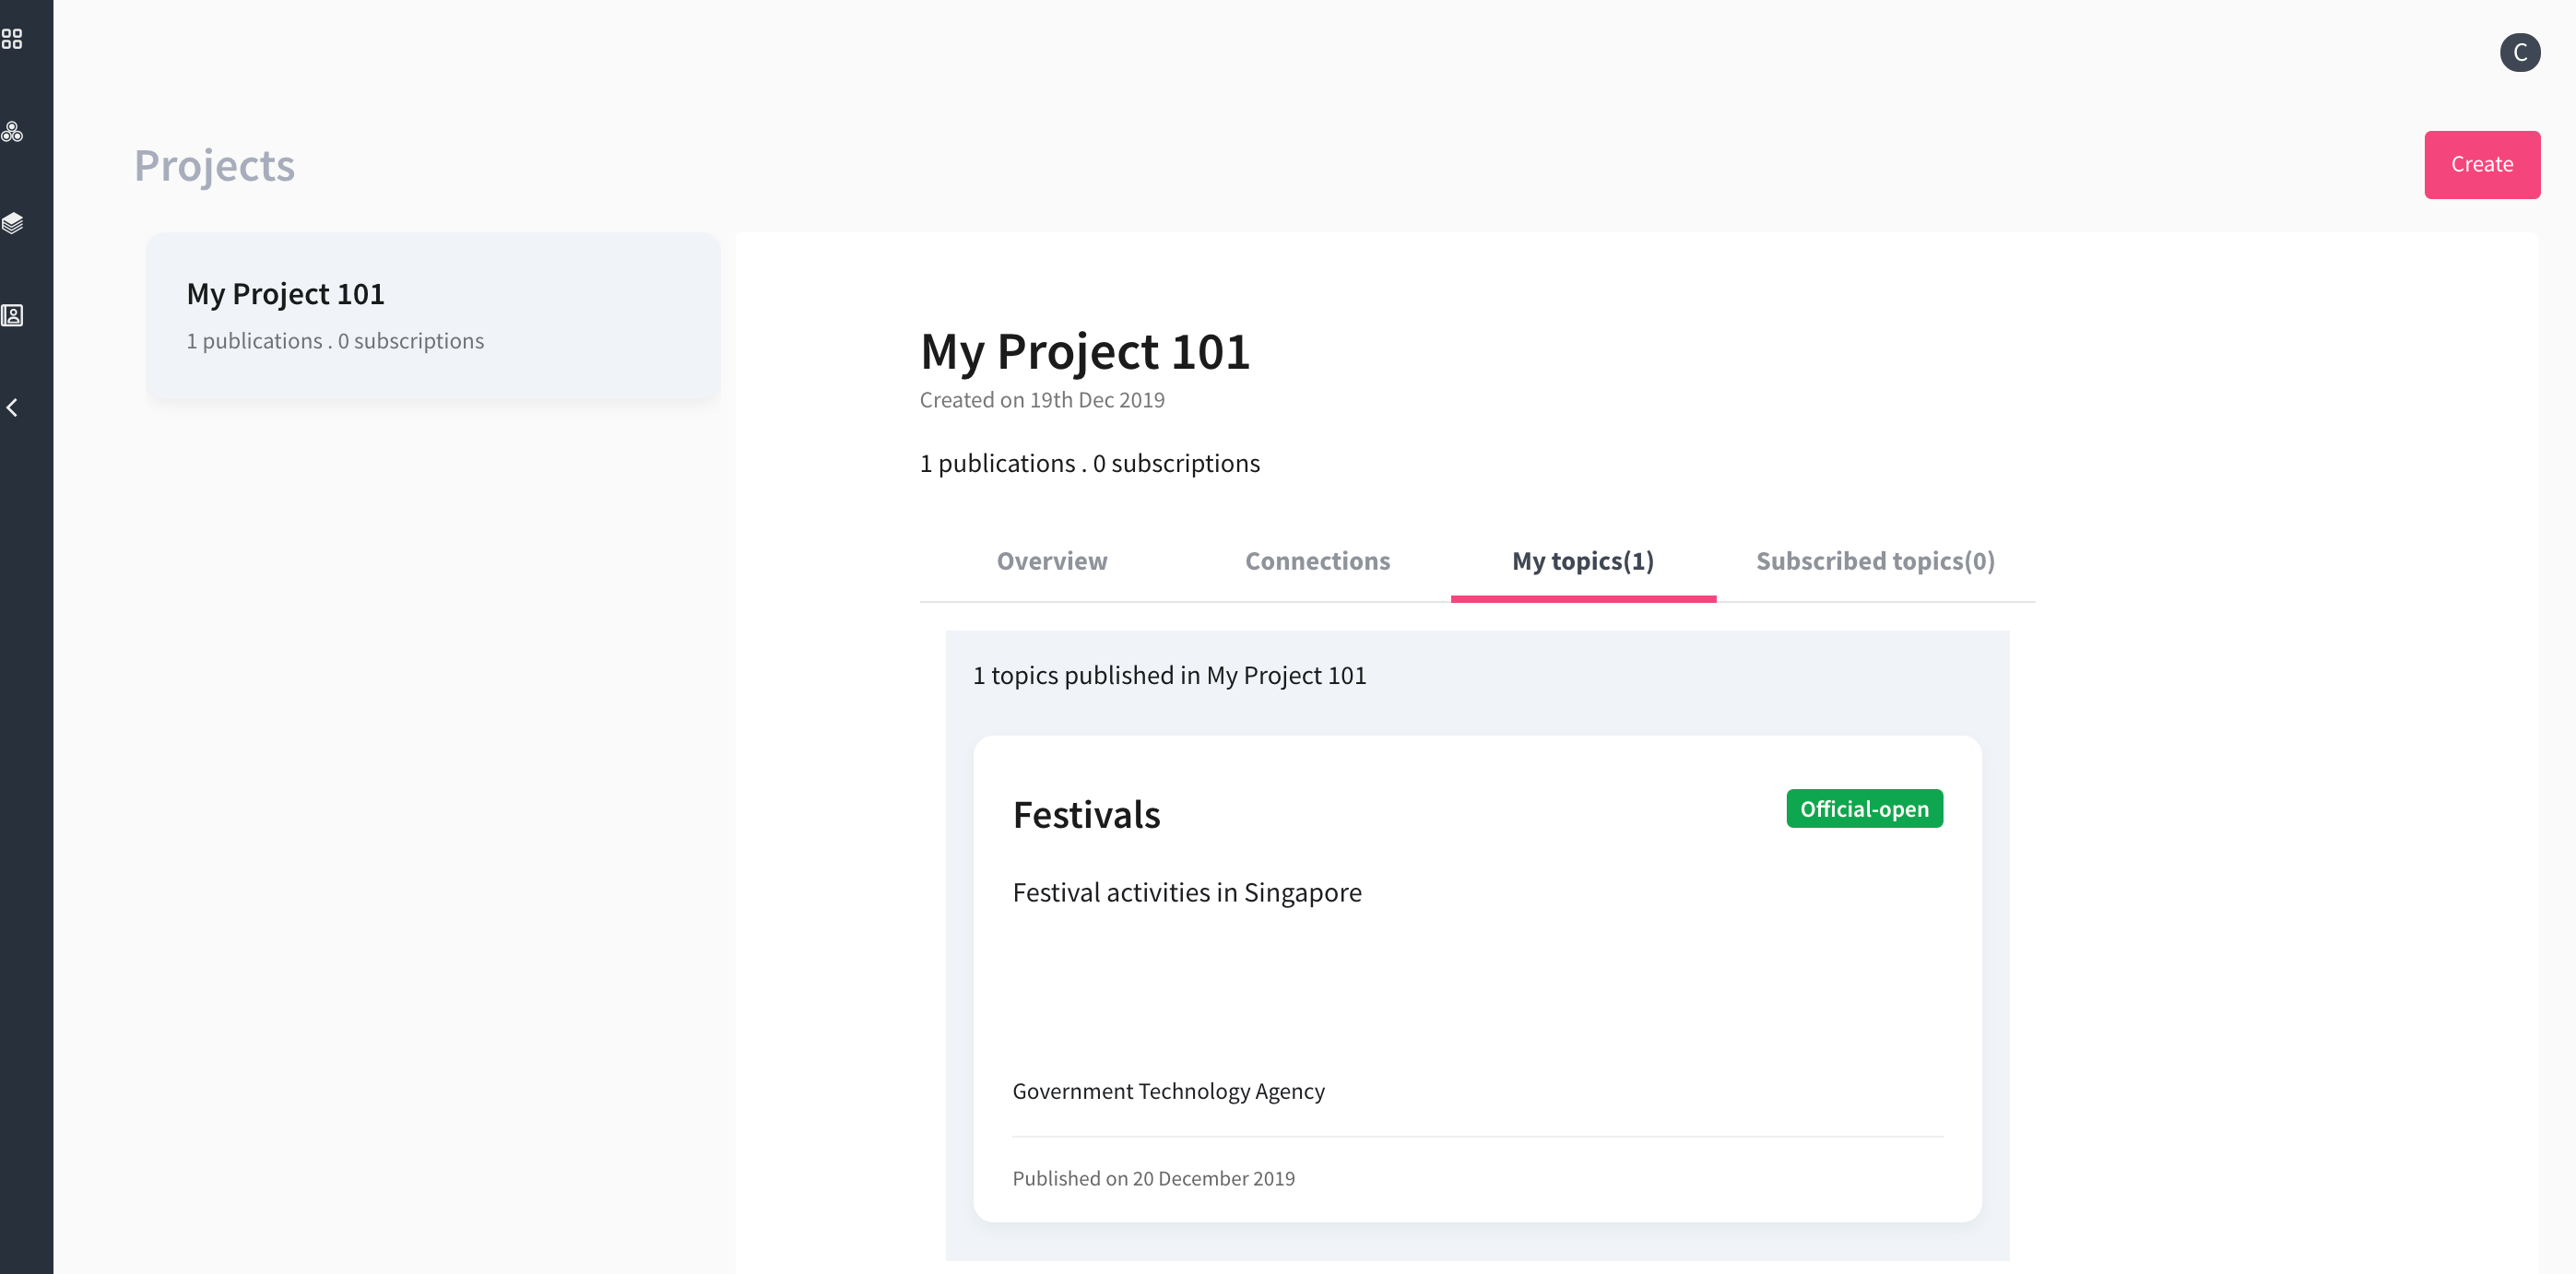 C
Projects
Create
My Project 101
1 publications . 0 subscriptions
My Project 101
Created on 19th Dec 2019
1 publications . 0 subscriptions
Overview Connections My topics(1) Subscribed topics(0)
1 topics published in My Project 101
Festivals
Official-open
Festival activities in Singapore
Government Technology Agency
Published on 20 December 2019